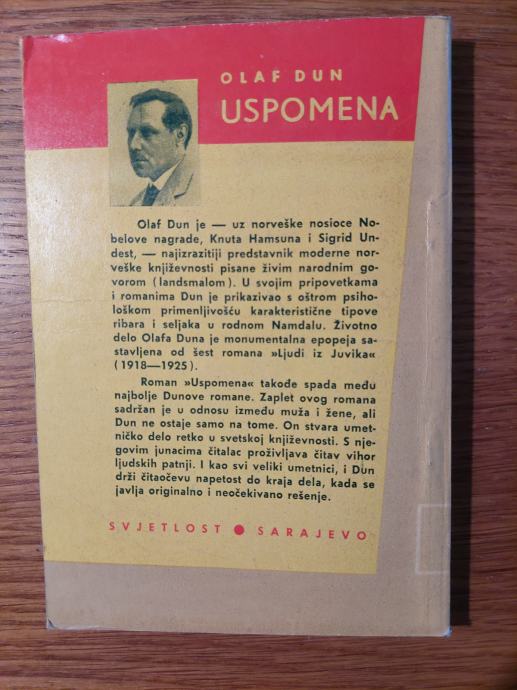 OLAF DUN
USPOMENA
Olaf Dun je — uz norveške nosioce No-
belove nagrade, Knuta Hamsuna i Sigrid Un-
dest, — najizrazitiji predstavnik moderne nor-
veške književnosti pisane živim narodnim go-
vorom (landsmalom). U svojim pripovetkama
i romanima Dun je prikazivao s oštrom psiho-
loškom primenljivošću karakteristične tipove
ribara i seljaka u rodnom Namdalu. Životno
delo Olafa Duna je monumentalna epopeja sa-
stavljena od šest romana »Ljudi iz Juvika«
(1918—1925).
Roman »Uspomena« takođe spada među
najbolje Dunove romane. Zaplet ovog romana
sadržan je u odnosu između muža i žene, ali
Dun ne ostaje samo na tome. On stvara umet-
ničko delo retko u svetskoj književnosti. S nje-
govim junacima čitalac proživljava čitav vihor
ljudskih patnji. I kao svi veliki umetnici, i Dun
drži čitaočevu napetost do kraja dela, kada se
javlja originalno i neočekivano rešenje.
SVJETLOST ● SARAJEVO